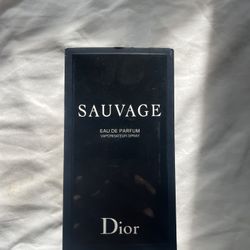 SAUVAGE
EAU DE PARFUM
VAPORISATEUR SPRAY
Dior